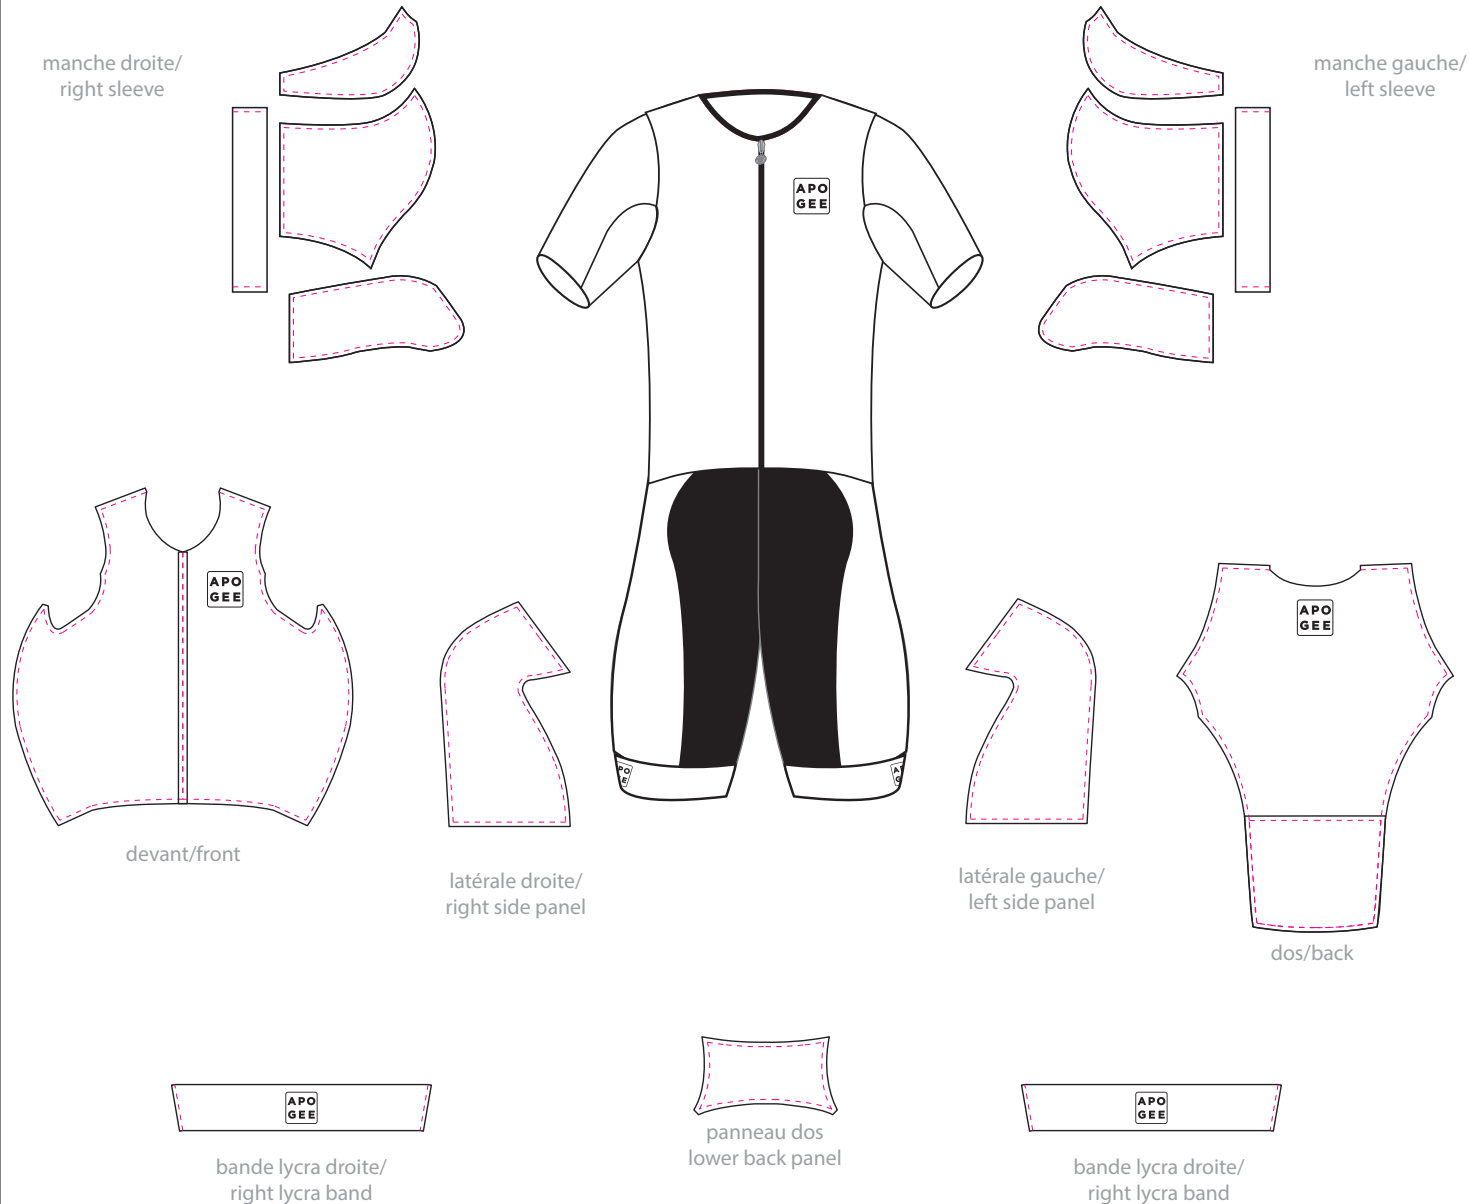 manche droite/
right sleeve
manche gauche/
left sleeve
APO
GEE
APO
GEE
APO
GEE
PO
E
A
G
devant/front
latérale droite/
right side panel
latérale gauche/
left side panel
dos/back
APO
GEE
APO
GEE
panneau dos
lower back panel
bande lycra droite/
right lycra band
bande lycra droite/
right lycra band